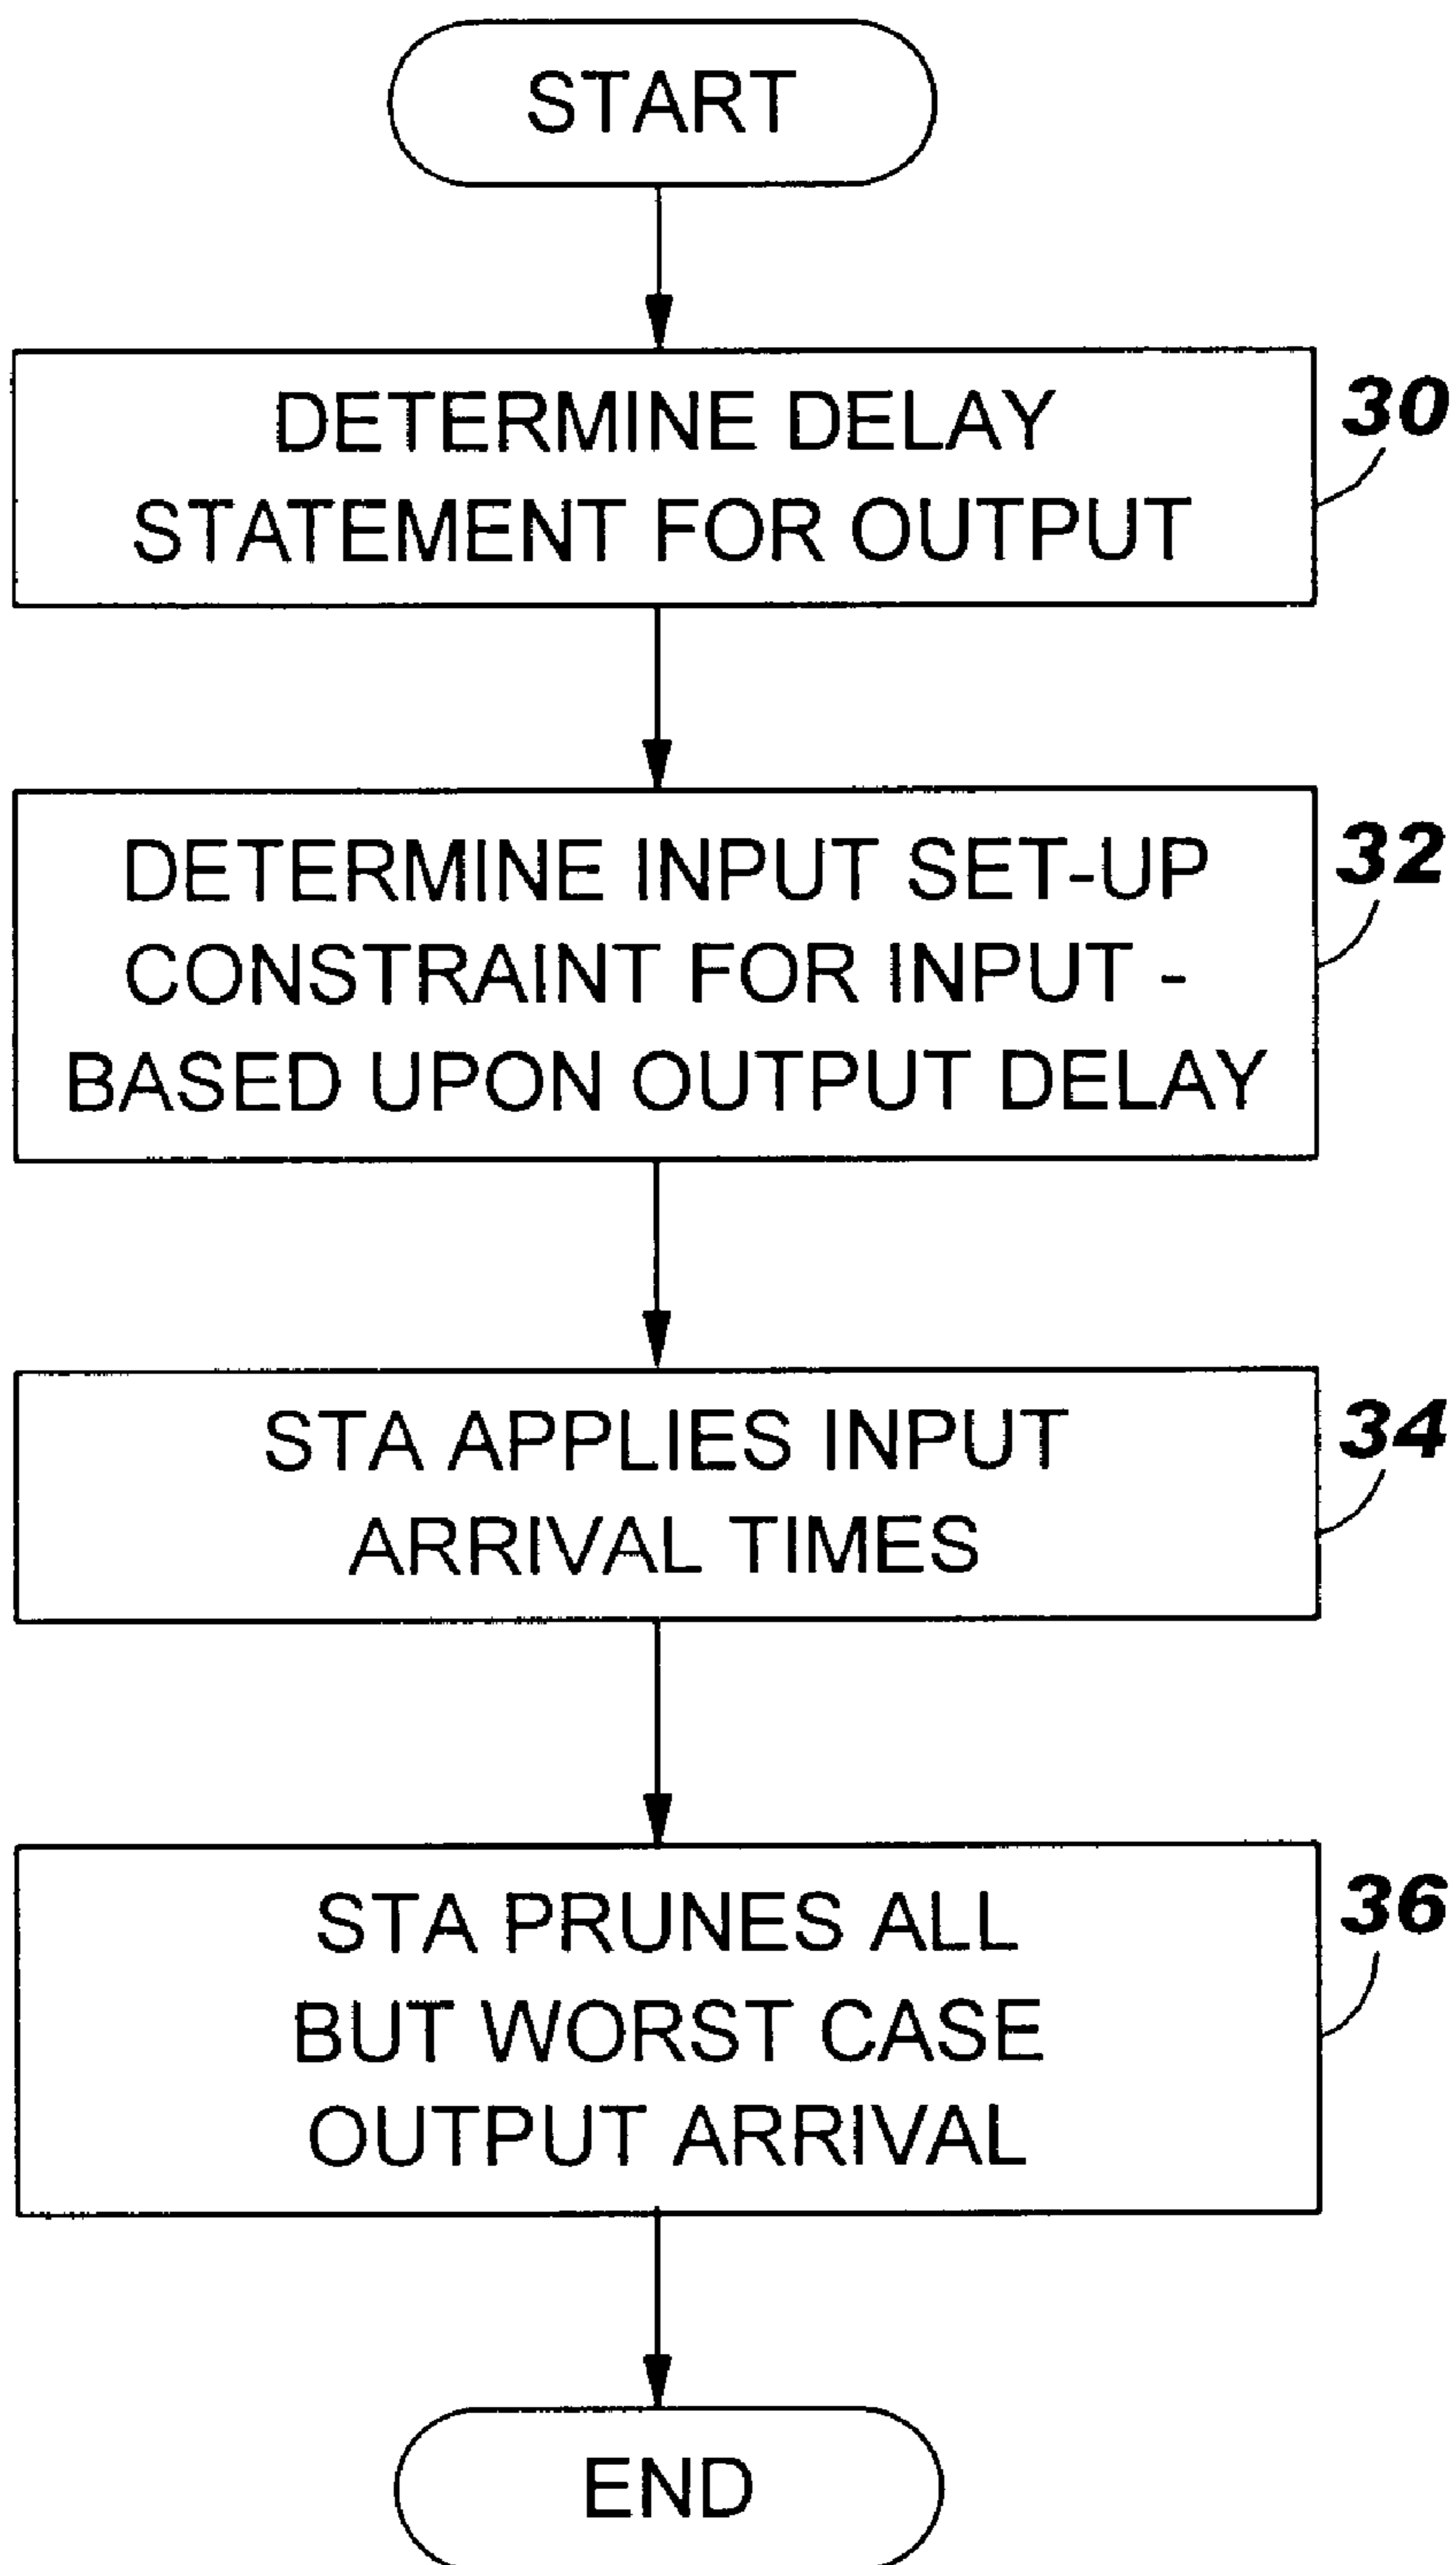 START
DETERMINE DELAY
STATEMENT FOR OUTPUT
30
DETERMINE INPUT SET-UP
CONSTRAINT FOR INPUT -
BASED UPON OUTPUT DELAY
32
STA APPLIES INPUT
ARRIVAL TIMES
34
STA PRUNES ALL
BUT WORST CASE
OUTPUT ARRIVAL
36
END